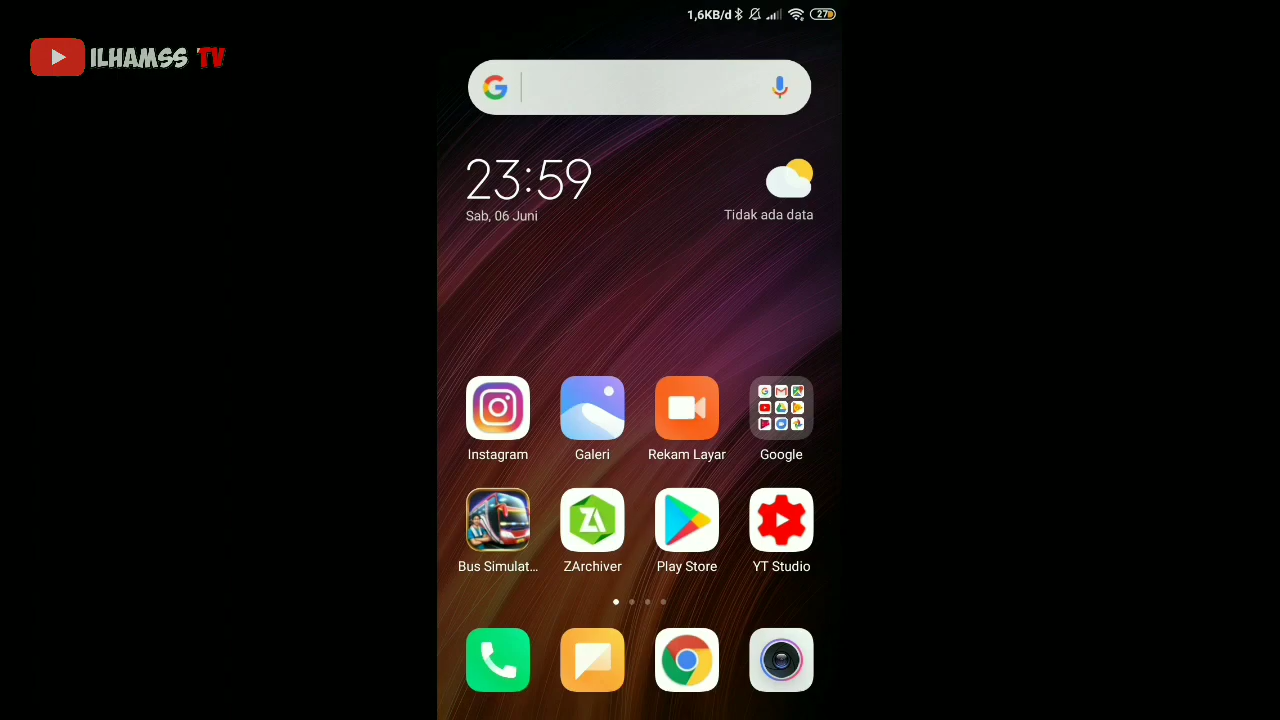 1,6KB/d 27
ILHAMSS TV
23:59
Sab, 06 Juni
Tidak ada data
Instagram
Galeri
Rekam Layar
Google
Bus Simulat...
ZArchiver
Play Store
YT Studio